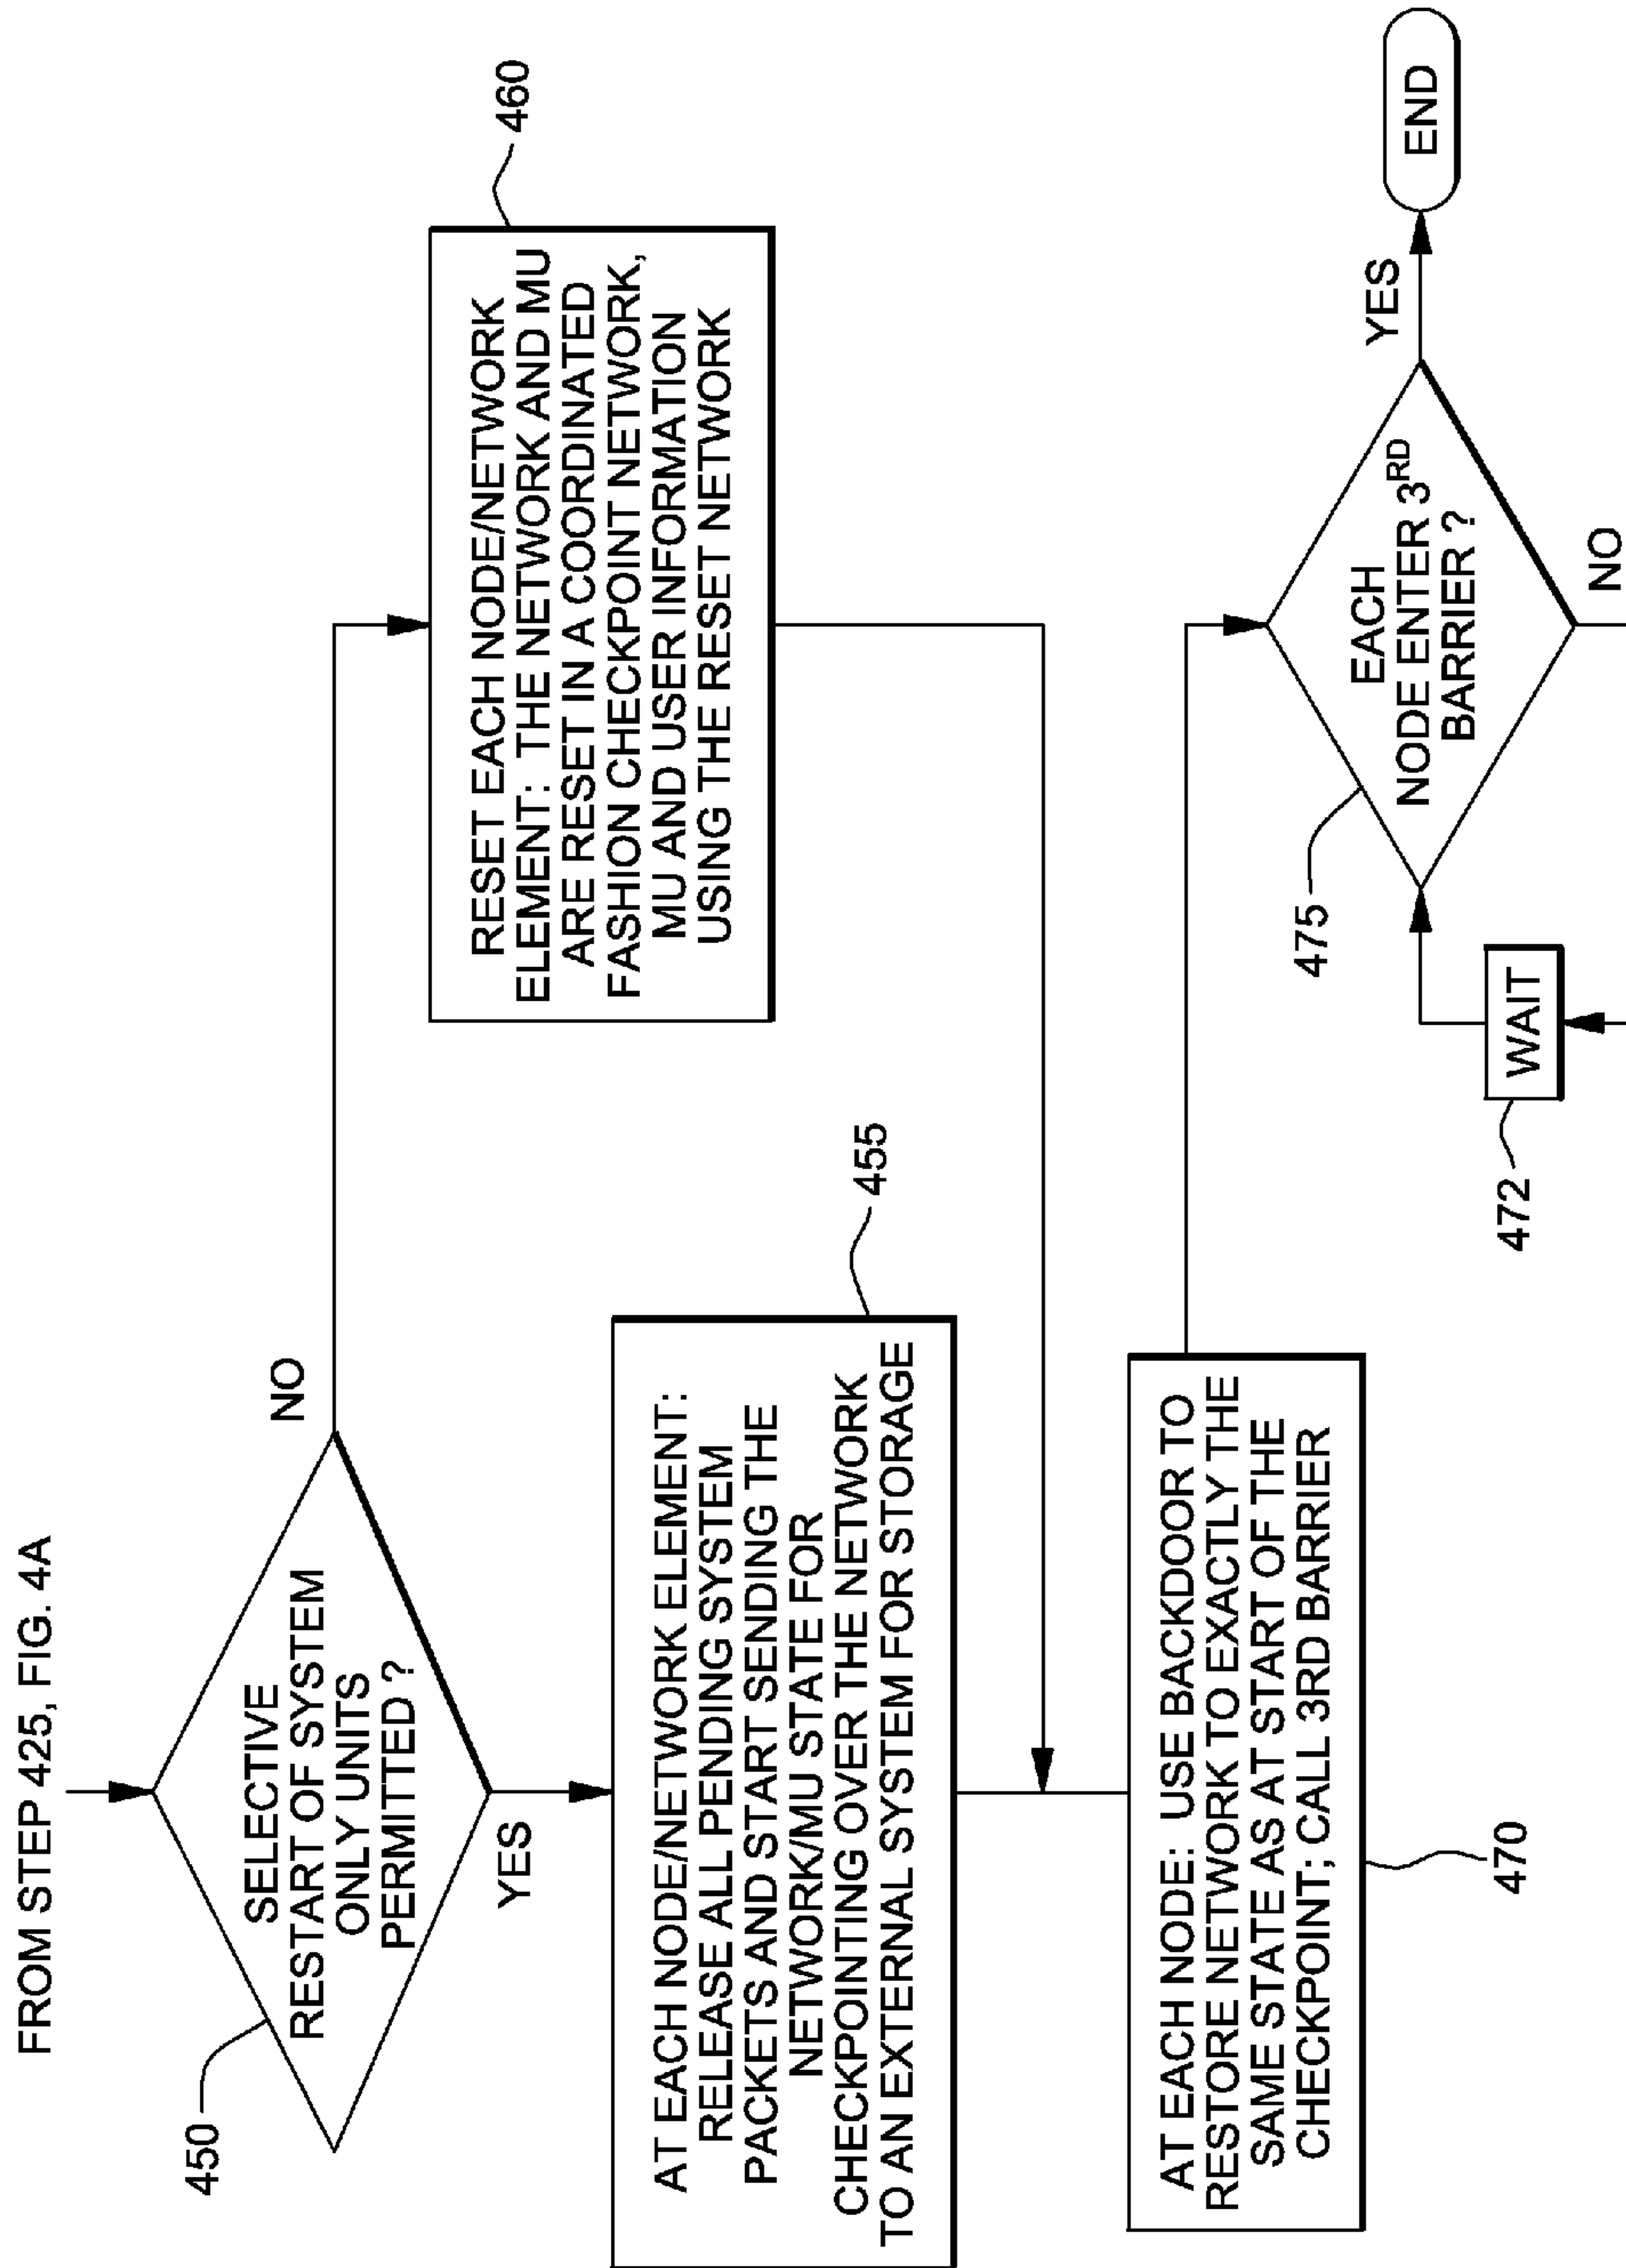 FROM STEP 425, FIG. 4A
450
SELECTIVE
RESTART OF SYSTEM
ONLY UNITS
PERMITTED ?
NO
YES
460
RESET EACH NODE/NETWORK
ELEMENT: THE NETWORK AND MU
ARE RESET IN A COORDINATED
FASHION CHECKPOINT NETWORK,
MU AND USER INFORMATION
USING THE RESET NETWORK
455
AT EACH NODE/NETWORK ELEMENT:
RELEASE ALL PENDING SYSTEM
PACKETS AND START SENDING THE
NETWORK/MU STATE FOR
CHECKPOINTING OVER THE NETWORK
TO AN EXTERNAL SYSTEM FOR STORAGE
AT EACH NODE: USE BACKDOOR TO
RESTORE NETWORK TO EXACTLY THE
SAME STATE AS AT START OF THE
CHECKPOINT; CALL 3RD BARRIER
470
475
EACH
NODE ENTER 3RD
BARRIER ?
YES
END
NO
WAIT
472